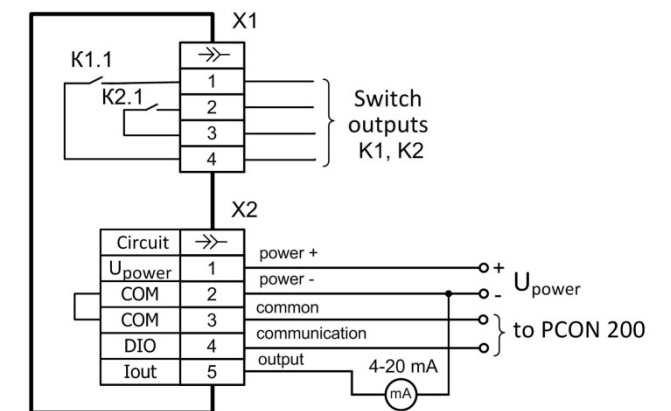 X1
K1.1
1
K2.1
2
3
4
Switch
outputs
K1, K2
X2
Circuit
Upower 1 power +
COM 2 power -
COM 3 common
DIO 4 communication
Iout 5 output
+
-
Upower
to PCON 200
4-20 mA
mA